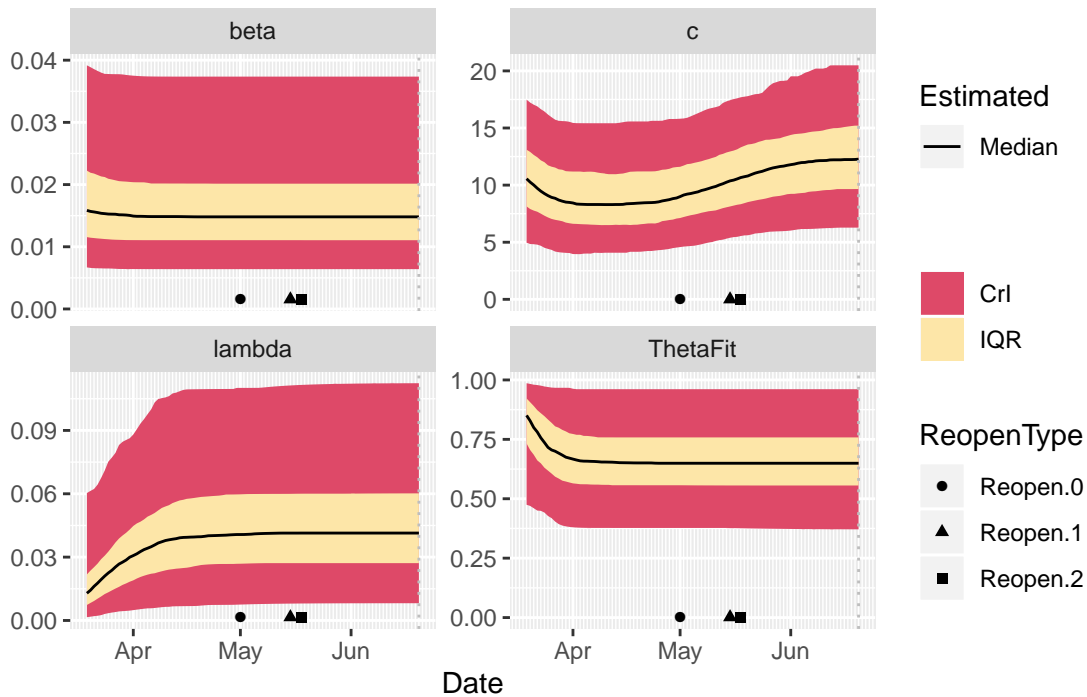 beta
c
0.04
0.03
0.02
0.01
0.00
20
15
10
5
0
lambda
ThetaFit
0.09
0.06
0.03
0.00
1.00
0.75
0.50
0.25
0.00
Apr May Jun
Apr May Jun
Date
Estimated
Median
CrI
IQR
ReopenType
Reopen.0
Reopen.1
Reopen.2